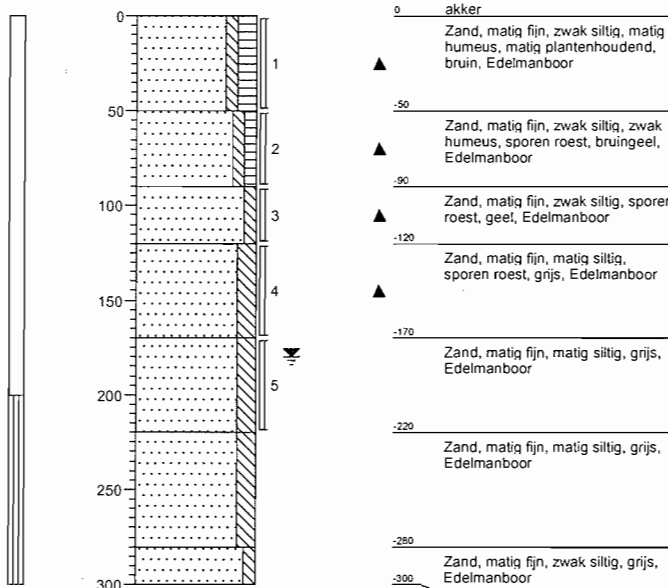 0
50
100
150
200
250
300
1
2
3
4
5
0 akker
Zand, matig fijn, zwak siltig, matig
humeus, matig plantenhoudend,
bruin, Edelmanboor
-50
Zand, matig fijn, zwak siltig, zwak
humeus, sporen roest, bruingeel,
Edelmanboor
-90
Zand, matig fijn, zwak siltig, sporen
roest, geel, Edelmanboor
-120
Zand, matig fijn, matig siltig,
sporen roest, grijs, Edelmanboor
-170
Zand, matig fijn, matig siltig, grijs,
Edelmanboor
-220
Zand, matig fijn, matig siltig, grijs,
Edelmanboor
-280
Zand, matig fijn, zwak siltig, grijs,
-300 Edelmanboor